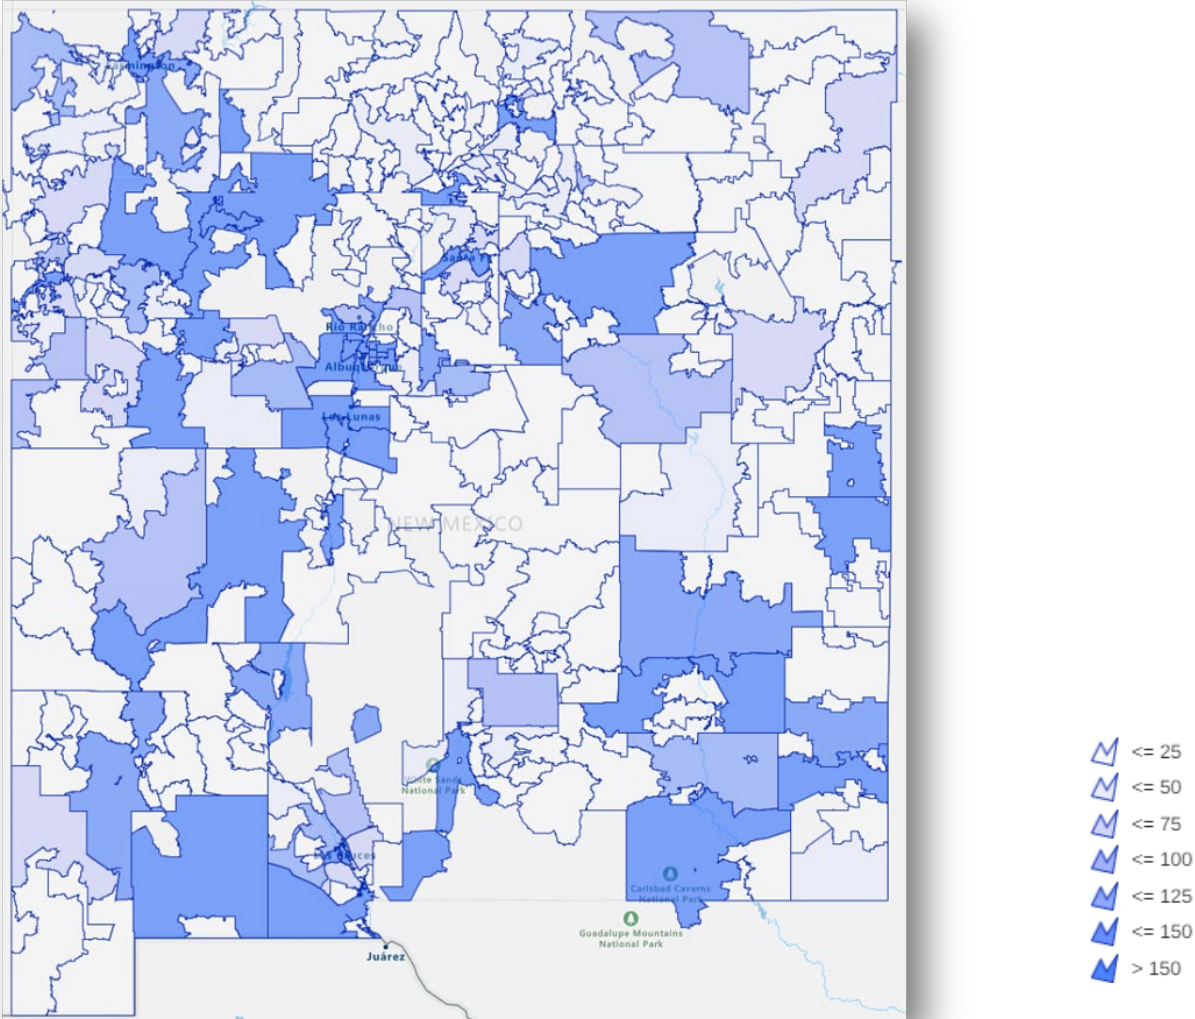 Farmington
Santa Fe
Rio Rancho
Albuquerque
Los Lunas
NEW MEXICO
White Sands
National Park
Las Cruces
Carlsbad Caverns
National Park
Guadalupe Mountains
National Park
Juárez
<= 25
<= 50
<= 75
<= 100
<= 125
<= 150
> 150